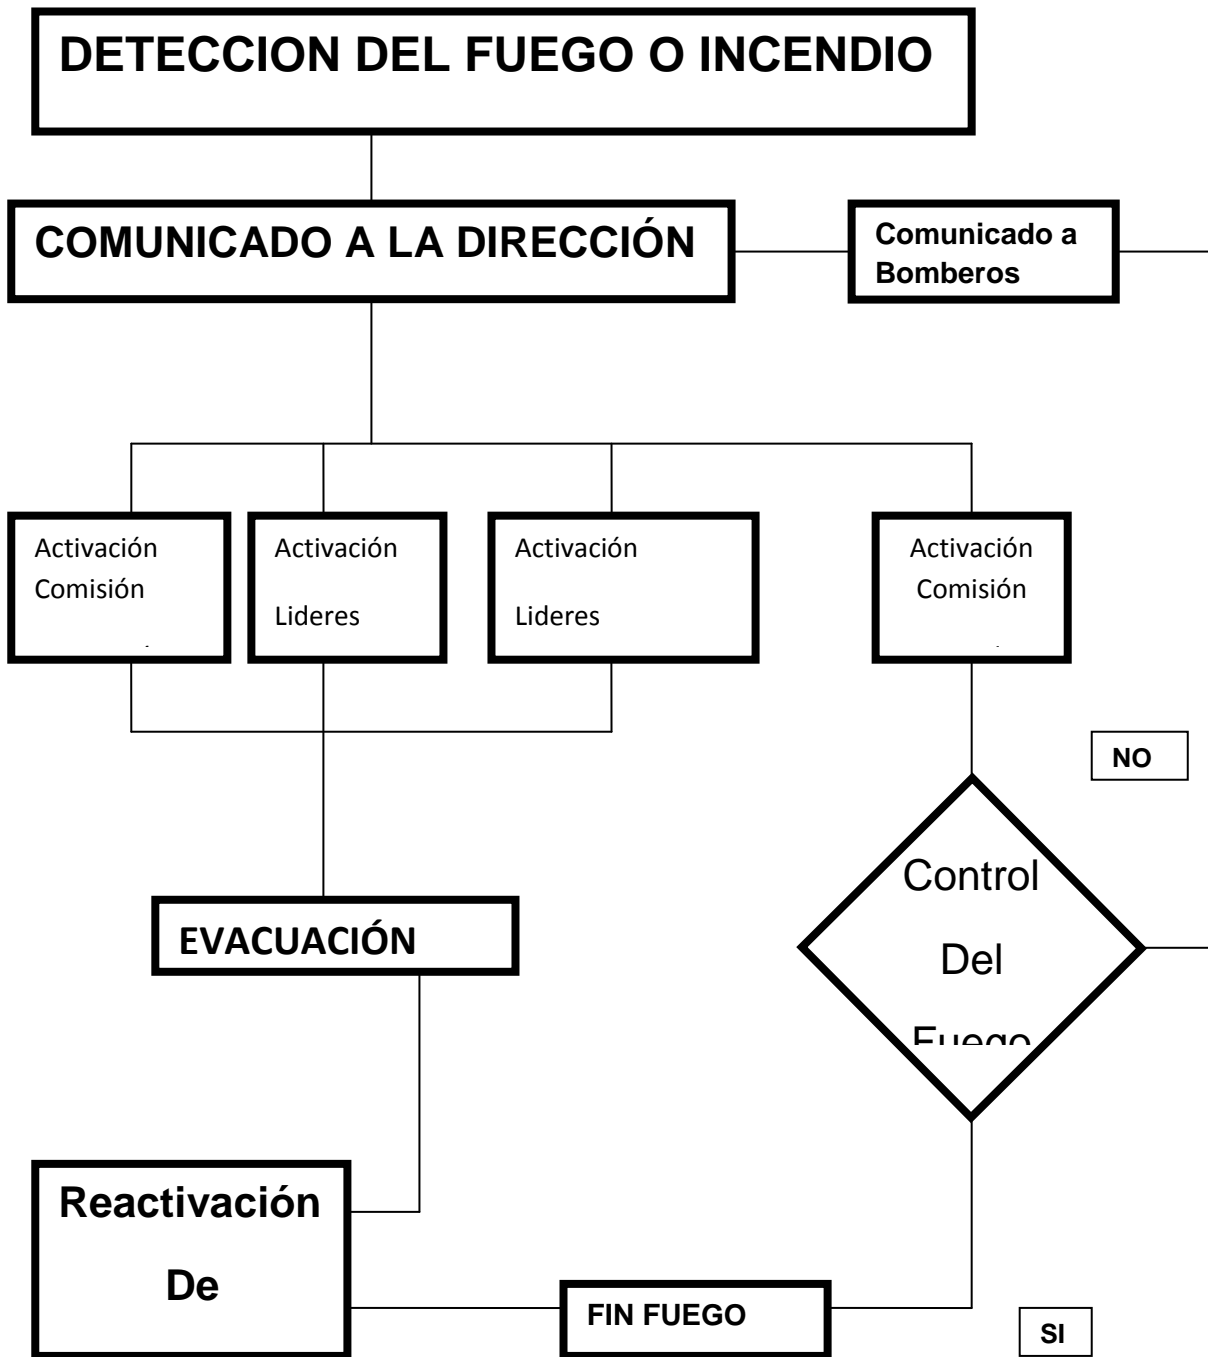 DETECCION DEL FUEGO O INCENDIO
COMUNICADO A LA DIRECCIÓN
Comunicado a
Bomberos
Activación
Comisión
Activación
Lideres
Activación
Lideres
Activación
Comisión
NO
Control
Del
Fuego
EVACUACIÓN
Reactivación
De
FIN FUEGO
SI